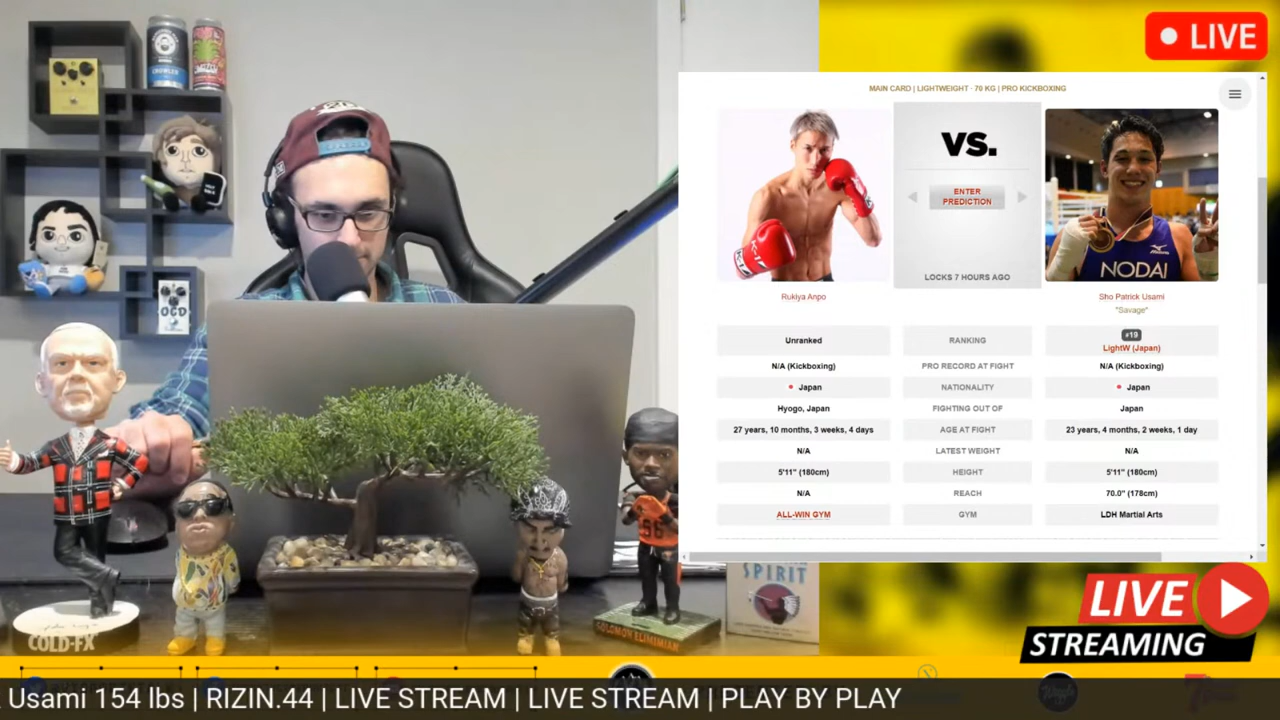 LIVE
MAIN CARD | LIGHTWEIGHT · 70 KG | PRO KICKBOXING
VS.
ENTER
PREDICTION
LOCKS 7 HOURS AGO
K-1
NODAI
MIZUNO
Rukiya Anpo
Sho Patrick Usami
"Savage"
Unranked
RANKING
#19
LightW (Japan)
N/A (Kickboxing)
PRO RECORD AT FIGHT
N/A (Kickboxing)
Japan
NATIONALITY
Japan
Hyogo, Japan
FIGHTING OUT OF
Japan
27 years, 10 months, 3 weeks, 4 days
AGE AT FIGHT
23 years, 4 months, 2 weeks, 1 day
N/A
LATEST WEIGHT
N/A
5'11" (180cm)
HEIGHT
5'11" (180cm)
N/A
REACH
70.0" (178cm)
ALL-WIN GYM
GYM
LDH Martial Arts
OCD
96
COLD-FX
SOLOMON ELIMIMIAN
SPIRIT
LIVE
STREAMING
Usami 154 lbs | RIZIN.44 | LIVE STREAM | LIVE STREAM | PLAY BY PLAY